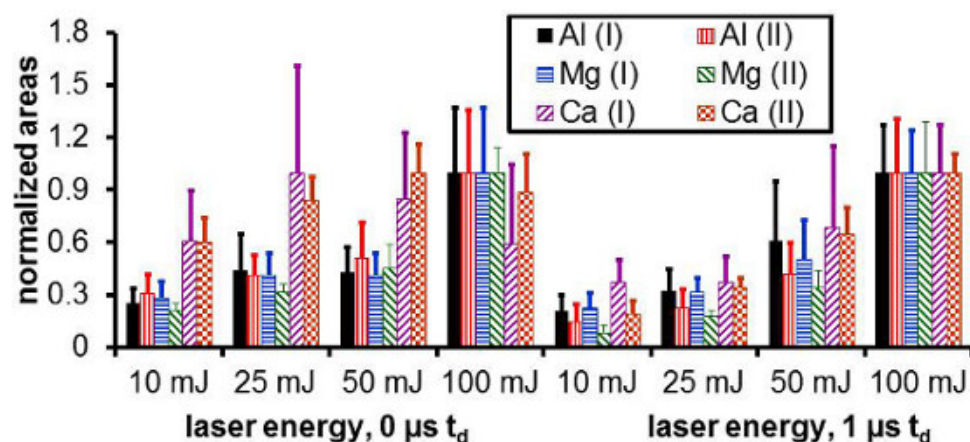 1.8
1.5
1.2
0.9
0.6
0.3
0
normalized areas
Al (I) Al (II)
Mg (I) Mg (II)
Ca (I) Ca (II)
10 mJ 25 mJ 50 mJ 100 mJ 10 mJ 25 mJ 50 mJ 100 mJ
laser energy, 0 µs td laser energy, 1 µs td